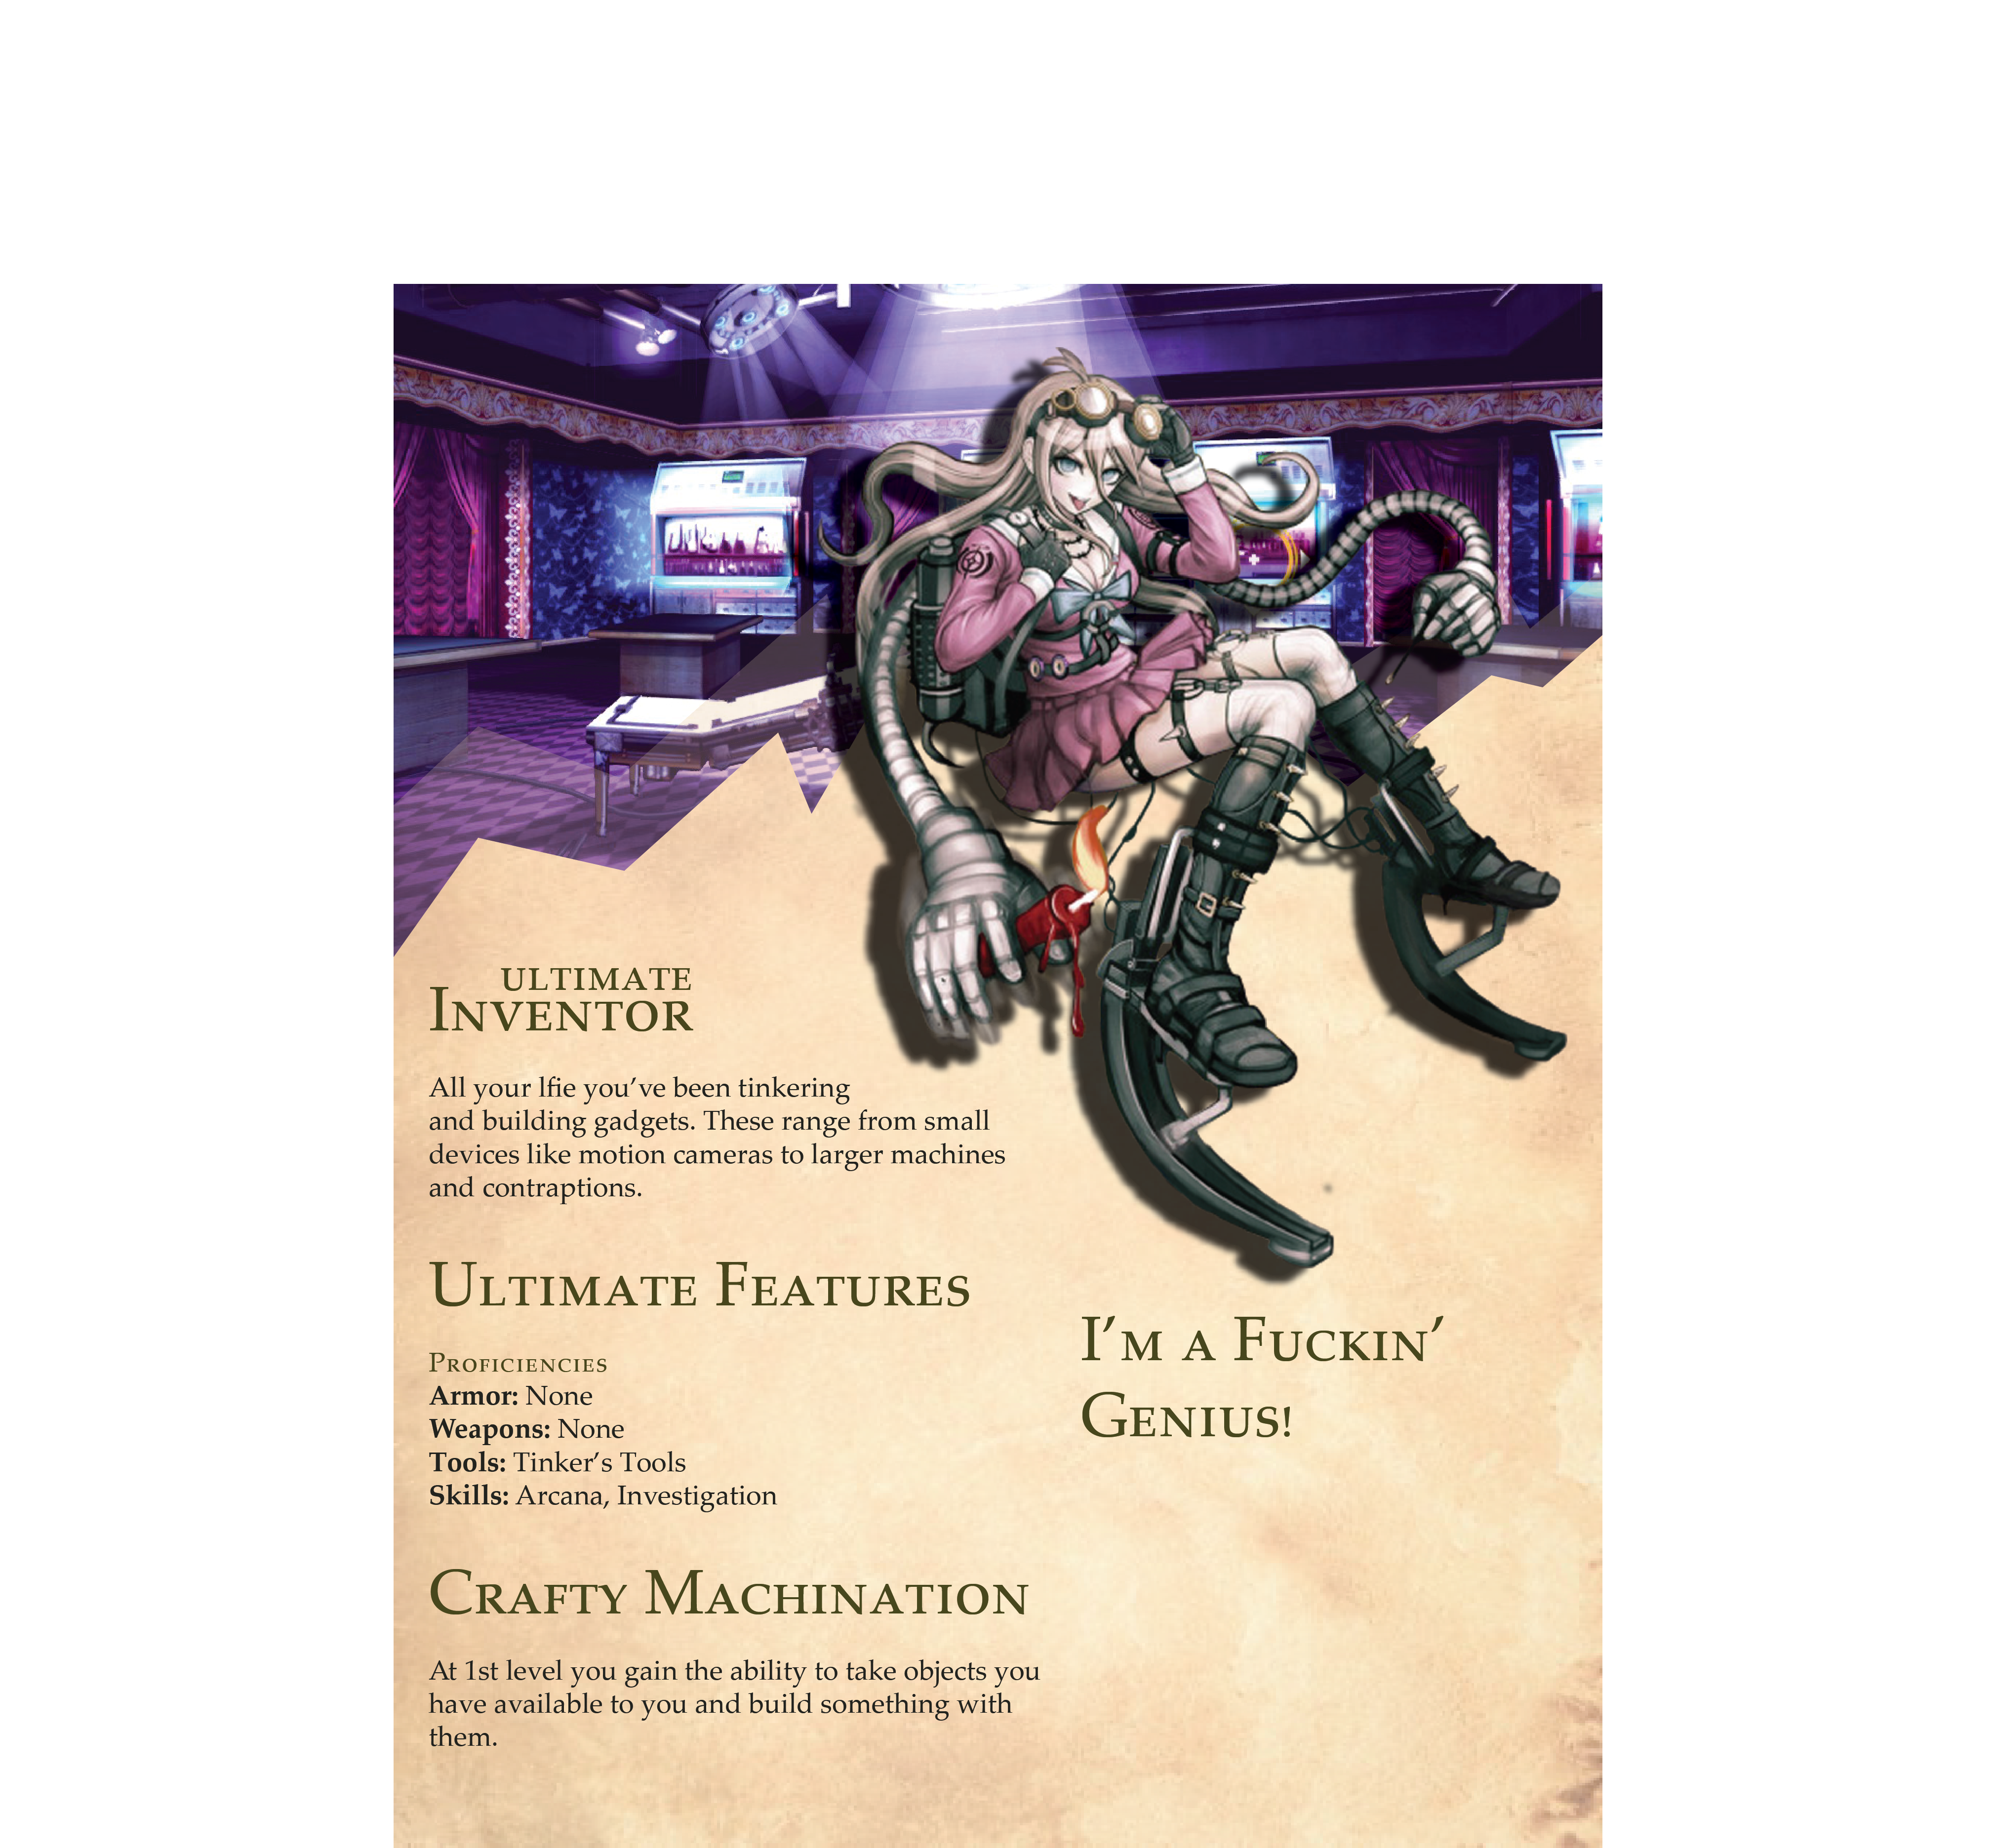 ULTIMATE
INVENTOR
All your lfie you've been tinkering
and building gadgets. These range from small
devices like motion cameras to larger machines
and contraptions.
ULTIMATE FEATURES
PROFICIENCIES
Armor: None
Weapons: None
Tools: Tinker's Tools
Skills: Arcana, Investigation
CRAFTY MACHINATION
At 1st level you gain the ability to take objects you
have available to you and build something with
them.
I'M A FUCKIN'
GENIUS!